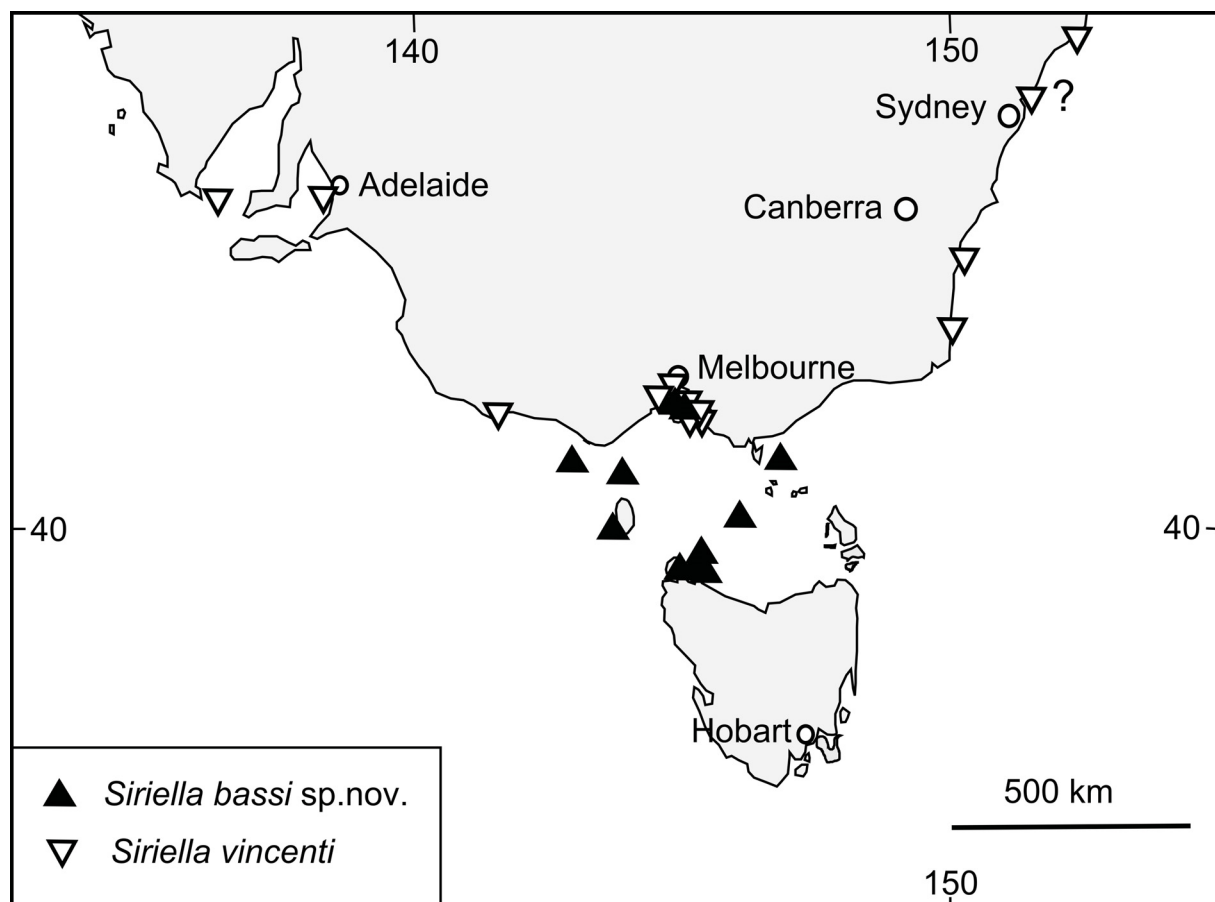 140
150
Sydney
?
Adelaide
Canberra
Melbourne
40
40
Hobart
Siriella bassi sp.nov.
Siriella vincenti
500 km
150